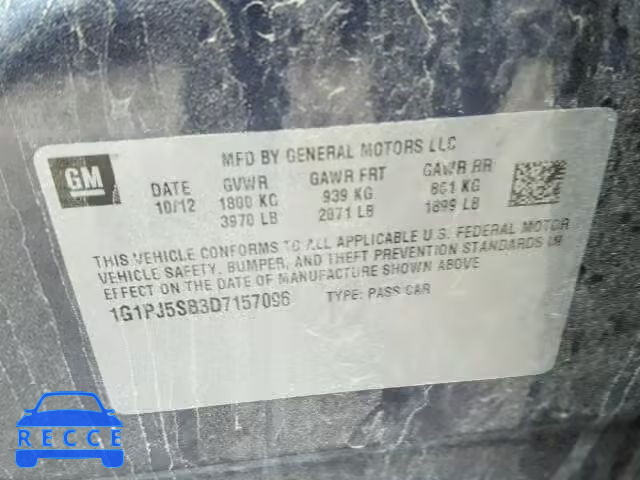 GM
MFD BY GENERAL MOTORS LLC
DATE GVWR GAWR FRT GAWR RR
10/12 1800 KG 939 KG 861 KG
3970 LB 2071 LB 1899 LB
THIS VEHICLE CONFORMS TO ALL APPLICABLE U.S. FEDERAL MOTOR
VEHICLE SAFETY, BUMPER, AND THEFT PREVENTION STANDARDS IN
EFFECT ON THE DATE OF MANUFACTURE SHOWN ABOVE
1G1PJ5SB3D7157096 TYPE: PASS CAR
RECCE